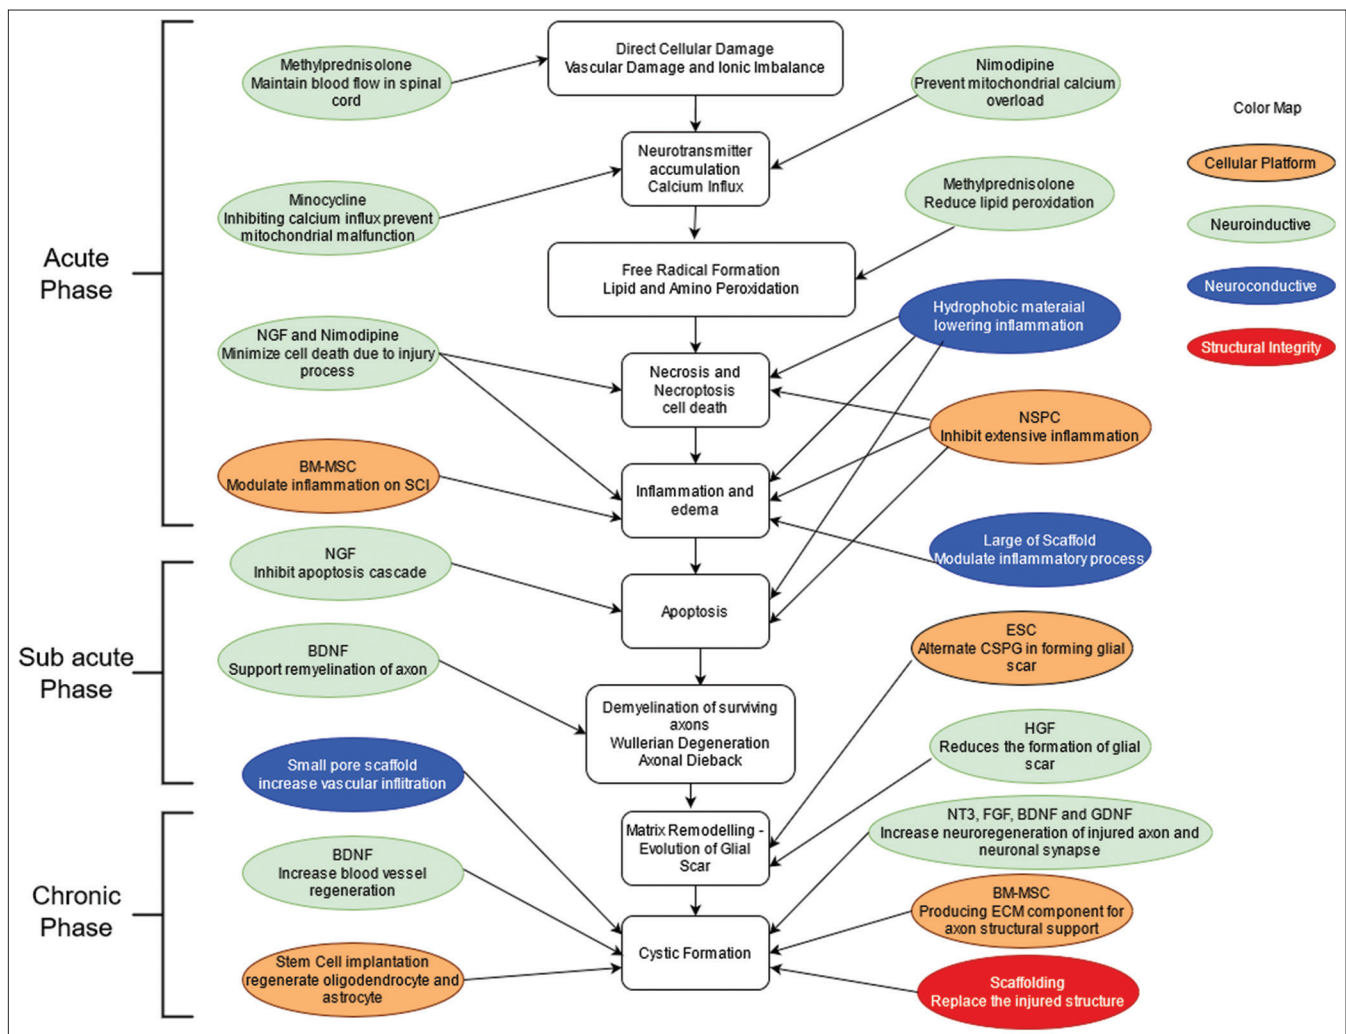 Direct Cellular Damage
Vascular Damage and Ionic Imbalance
Methylprednisolone
Maintain blood flow in spinal
cord
Nimodipine
Prevent mitochondrial calcium
overload
Color Map
Neurotransmitter
accumulation
Calcium Influx
Cellular Platform
Minocycline
Inhibiting calcium influx prevent
mitochondrial malfunction
Methylprednisolone
Reduce lipid peroxidation
Neuroinductive
Acute
Phase
Free Radical Formation
Lipid and Amino Peroxidation
Neuroconductive
Hydrophobic materaial
lowering inflammation
NGF and Nimodipine
Minimize cell death due to injury
process
Structural Integrity
Necrosis and
Necroptosis
cell death
NSPC
Inhibit extensive inflammation
BM-MSC
Modulate inflammation on SCI
Inflammation and
edema
Large of Scaffold
Modulate inflammatory process
NGF
Inhibit apoptosis cascade
Apoptosis
ESC
Alternate CSPG in forming glial
scar
Sub acute
Phase
BDNF
Support remyelination of axon
Demyelination of surviving
axons
Wullerian Degeneration
Axonal Dieback
HGF
Reduces the formation of glial
scar
Small pore scaffold
increase vascular inflitration
Matrix Remodelling -
Evolution of Glial
Scar
NT3, FGF, BDNF and GDNF
Increase neuroregeneration of injured axon and
neuronal synapse
BDNF
Increase blood vessel
regeneration
Chronic
Phase
BM-MSC
Producing ECM component for
axon structural support
Cystic Formation
Stem Cell implantation
regenerate oligodendrocyte and
astrocyte
Scaffolding
Replace the injured structure